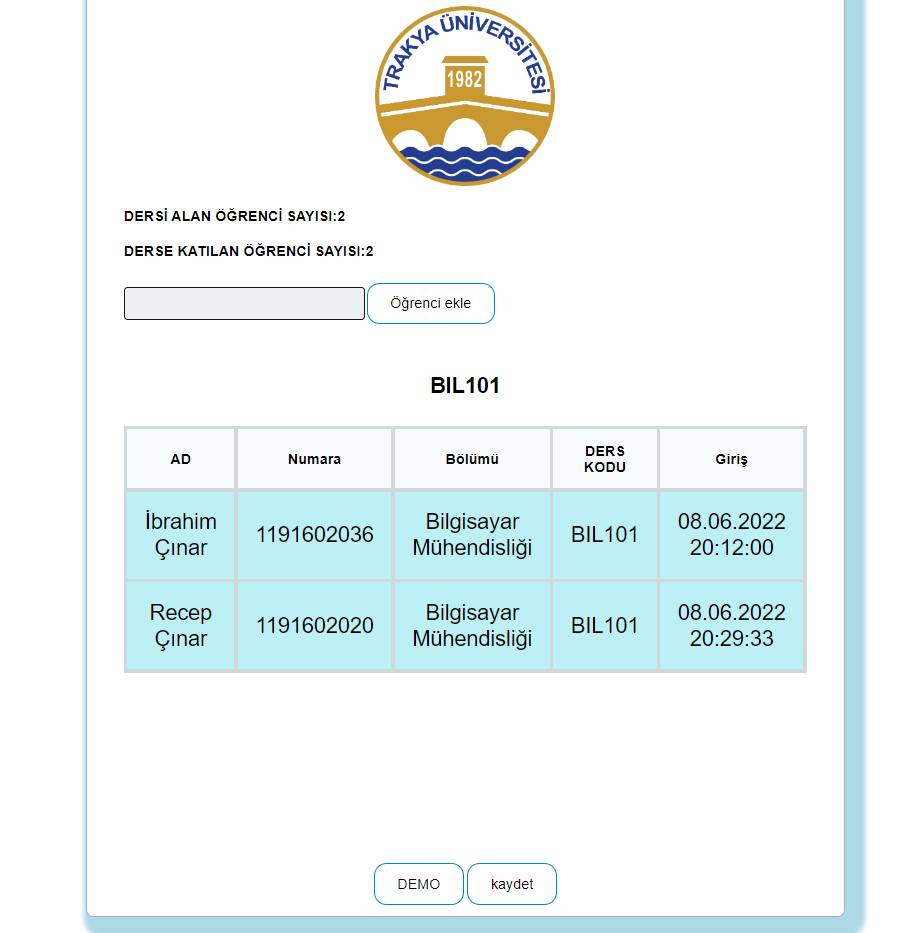 TRAKYA ÜNİVERSİTESİ
1982
DERSİ ALAN ÖĞRENCİ SAYISI:2
DERSE KATILAN ÖĞRENCİ SAYISI:2
Öğrenci ekle
BIL101
AD Numara Bölümü DERS KODU Giriş
İbrahim Çınar 1191602036 Bilgisayar Mühendisliği BIL101 08.06.2022 20:12:00
Recep Çınar 1191602020 Bilgisayar Mühendisliği BIL101 08.06.2022 20:29:33
DEMO kaydet